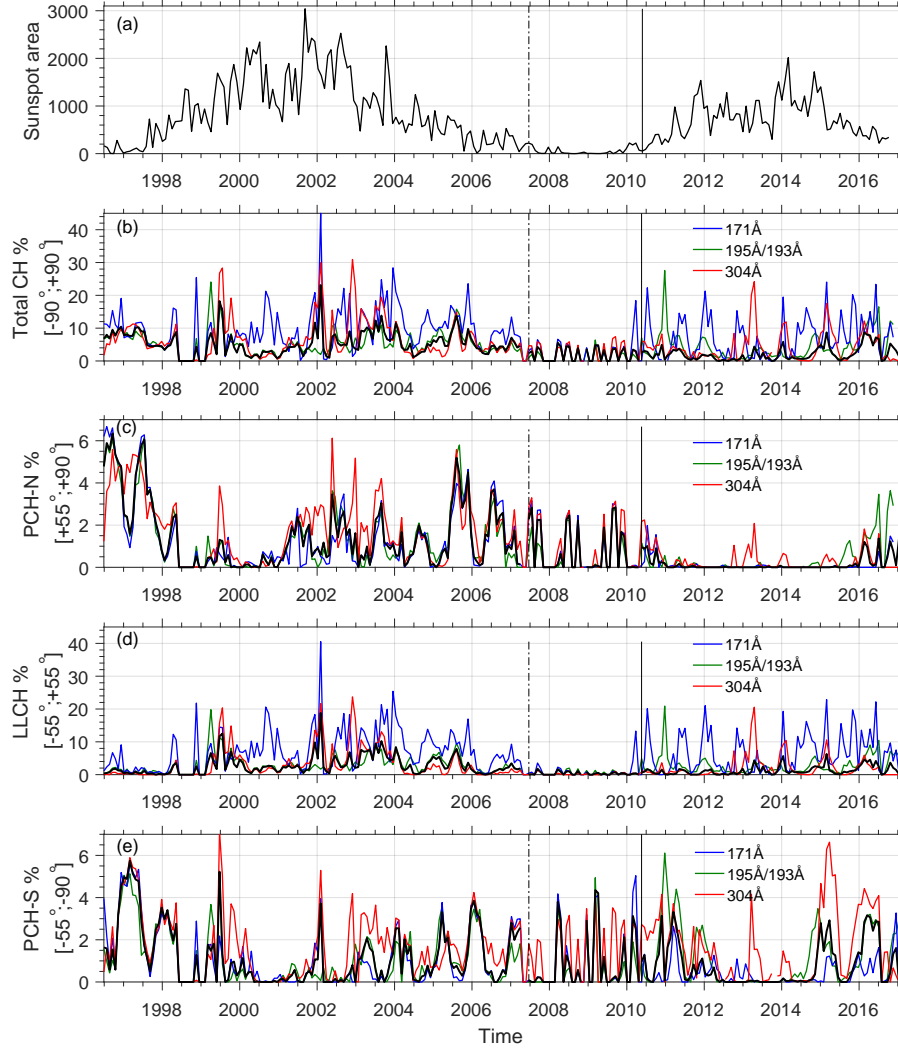 (a)
Sunspot area
3000
2000
1000
0
1998 2000 2002 2004 2006 2008 2010 2012 2014 2016
(b)
Total CH %
[-90°;+90°]
40
30
20
10
0
171Å
195Å/193Å
304Å
1998 2000 2002 2004 2006 2008 2010 2012 2014 2016
(c)
PCH-N %
[+55°;+90°]
6
4
2
0
171Å
195Å/193Å
304Å
1998 2000 2002 2004 2006 2008 2010 2012 2014 2016
(d)
LLCH %
[-55°;+55°]
40
30
20
10
0
171Å
195Å/193Å
304Å
1998 2000 2002 2004 2006 2008 2010 2012 2014 2016
(e)
PCH-S %
[-55°;-90°]
6
4
2
0
171Å
195Å/193Å
304Å
1998 2000 2002 2004 2006 2008 2010 2012 2014 2016
Time